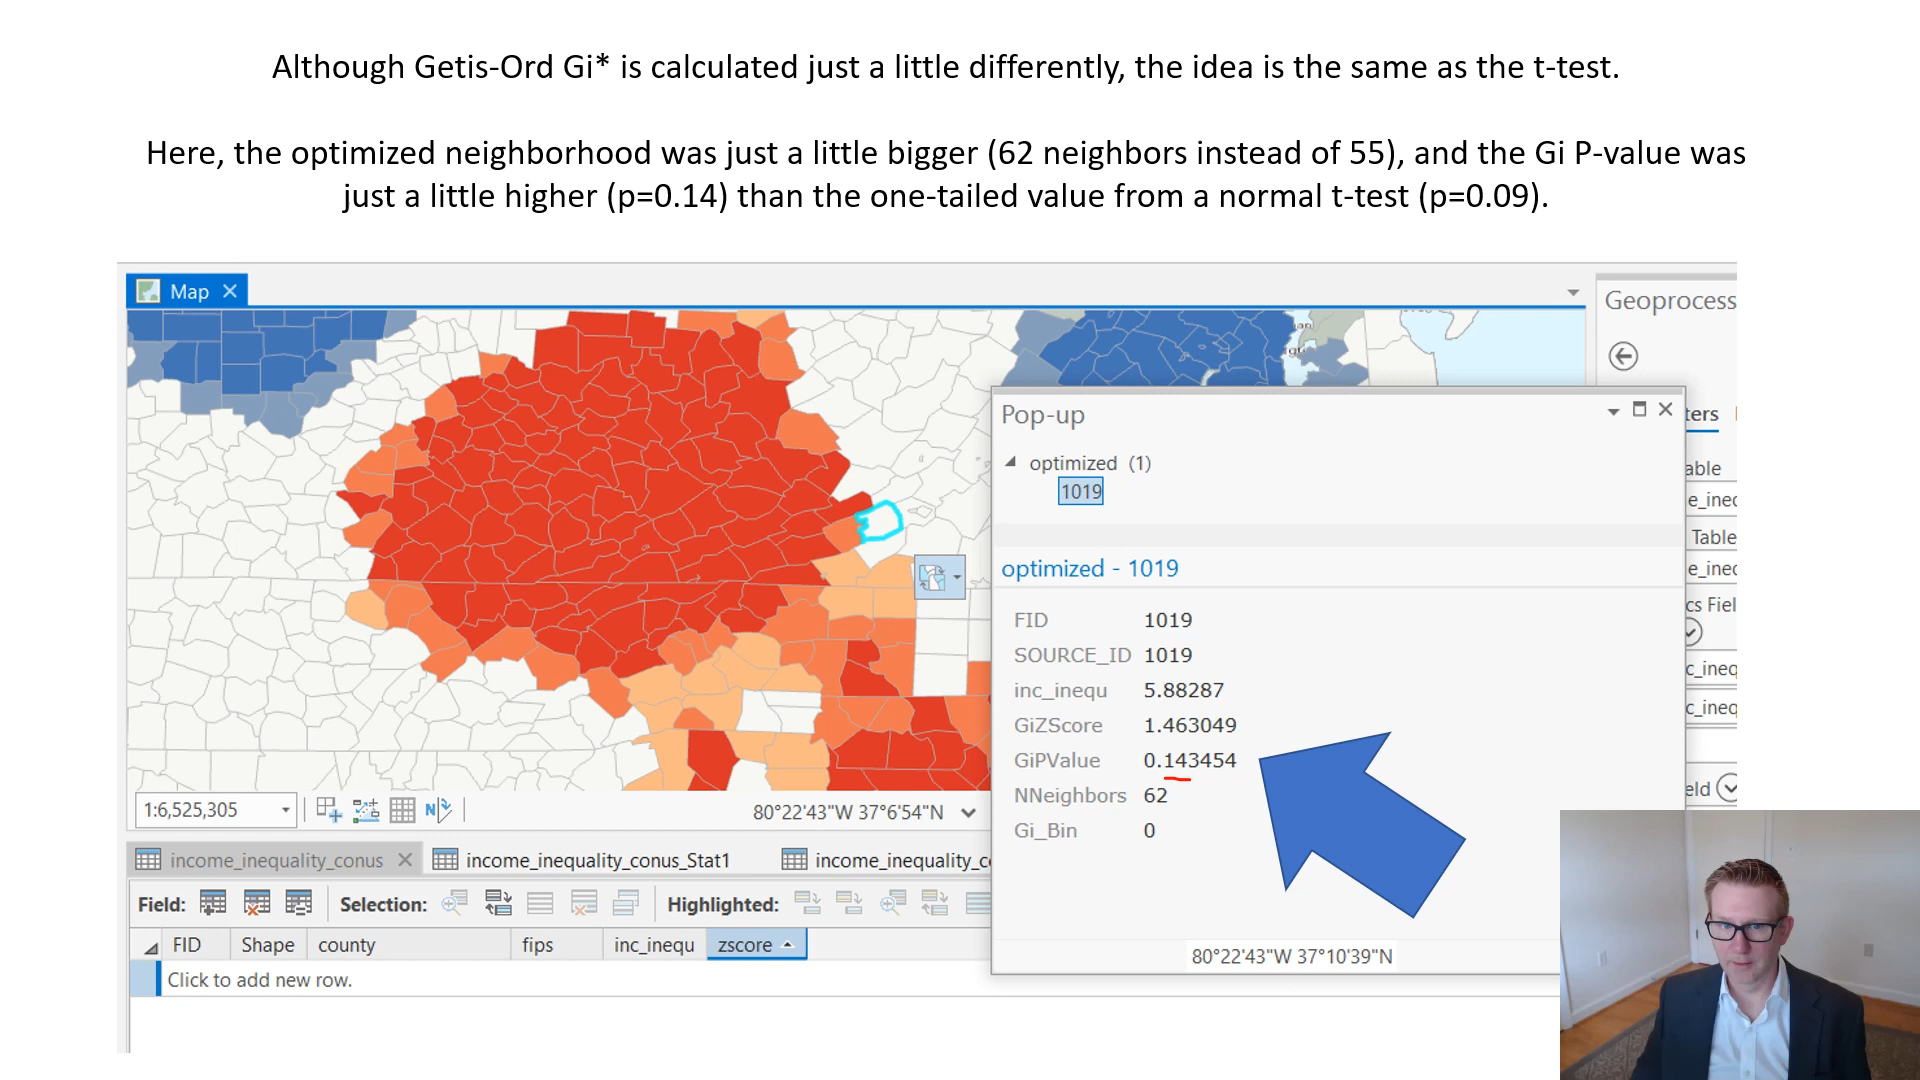 Although Getis-Ord Gi* is calculated just a little differently, the idea is the same as the t-test.
Here, the optimized neighborhood was just a little bigger (62 neighbors instead of 55), and the Gi P-value was
just a little higher (p=0.14) than the one-tailed value from a normal t-test (p=0.09).
Map
Geoprocess
Pop-up
ters
optimized (1)
able
1019
e_ineq
Table
optimized - 1019
e_ineq
cs Fiel
FID 1019
SOURCE_ID 1019
c_ineq
inc_inequ 5.88287
c_ineq
GiZScore 1.463049
GiPValue 0.143454
eld
NNeighbors 62
Gi_Bin 0
1:6,525,305
80°22'43"W 37°6'54"N
income_inequality_conus
income_inequality_conus_Stat1
income_inequality_c
Field:
Selection:
Highlighted:
FID Shape county fips inc_inequ zscore
80°22'43"W 37°10'39"N
Click to add new row.